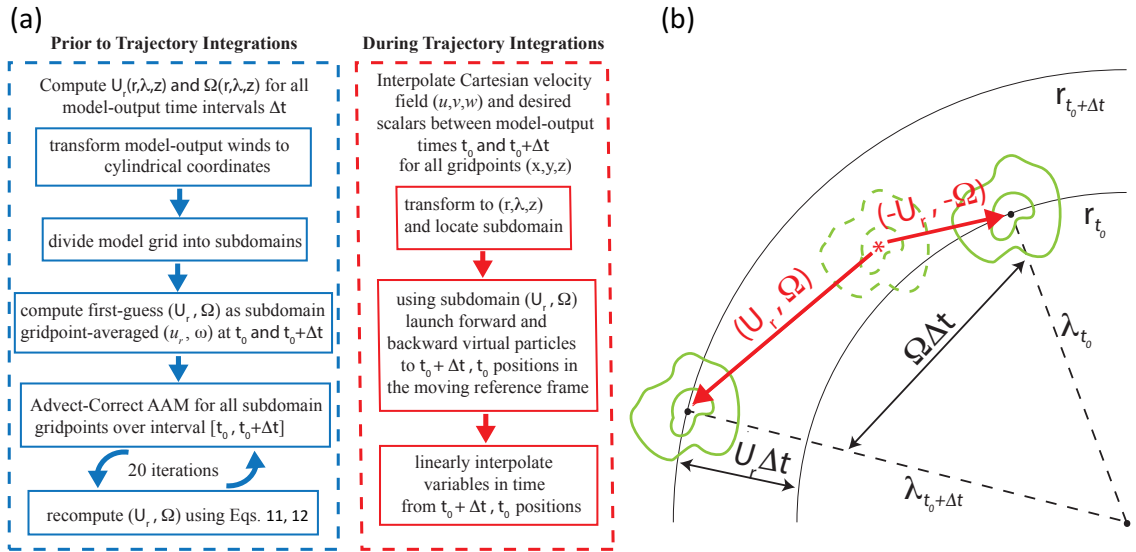 (a)
Prior to Trajectory Integrations
Compute U_r(r,λ,z) and Ω(r,λ,z) for all
model-output time intervals Δt
transform model-output winds to
cylindrical coordinates
divide model grid into subdomains
compute first-guess (U_r, Ω) as subdomain
gridpoint-averaged (u_r, ω) at t_0 and t_0+Δt
Advect-Correct AAM for all subdomain
gridpoints over interval [t_0, t_0+Δt]
20 iterations
recompute (U_r, Ω) using Eqs. 11, 12
During Trajectory Integrations
Interpolate Cartesian velocity
field (u,v,w) and desired
scalars between model-output
times t_0 and t_0+Δt
for all gridpoints (x,y,z)
transform to (r,λ,z)
and locate subdomain
using subdomain (U_r, Ω)
launch forward and
backward virtual particles
to t_0 + Δt , t_0 positions in
the moving reference frame
linearly interpolate
variables in time
from t_0 + Δt , t_0 positions
(b)
r_{t_0+Δt}
r_{t_0}
(-U_r, -Ω)
*
(U_r, Ω)
ΩΔt
λ_{t_0}
U_rΔt
λ_{t_0+Δt}